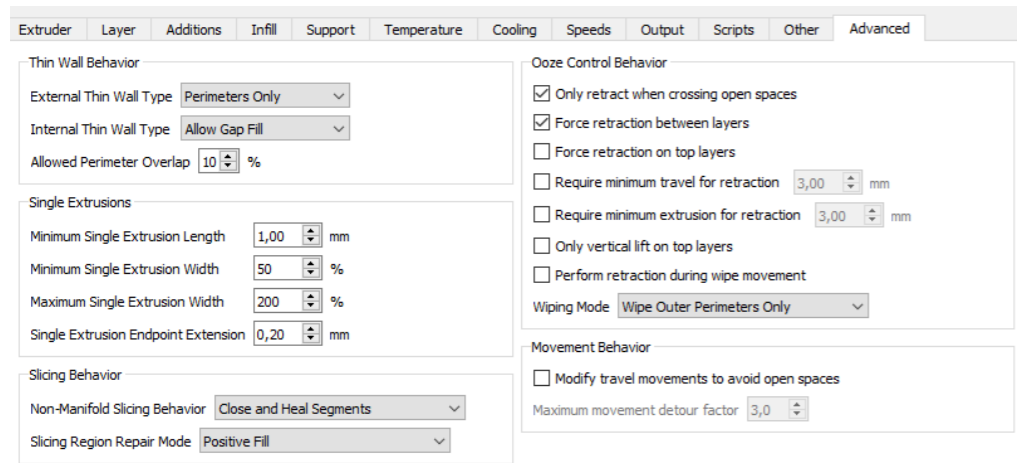 Extruder Layer Additions Infill Support Temperature Cooling Speeds Output Scripts Other Advanced
Thin Wall Behavior
External Thin Wall Type Perimeters Only
Internal Thin Wall Type Allow Gap Fill
Allowed Perimeter Overlap 10 %
Single Extrusions
Minimum Single Extrusion Length 1,00 mm
Minimum Single Extrusion Width 50 %
Maximum Single Extrusion Width 200 %
Single Extrusion Endpoint Extension 0,20 mm
Slicing Behavior
Non-Manifold Slicing Behavior Close and Heal Segments
Slicing Region Repair Mode Positive Fill
Ooze Control Behavior
Only retract when crossing open spaces
Force retraction between layers
Force retraction on top layers
Require minimum travel for retraction 3,00 mm
Require minimum extrusion for retraction 3,00 mm
Only vertical lift on top layers
Perform retraction during wipe movement
Wiping Mode Wipe Outer Perimeters Only
Movement Behavior
Modify travel movements to avoid open spaces
Maximum movement detour factor 3,0